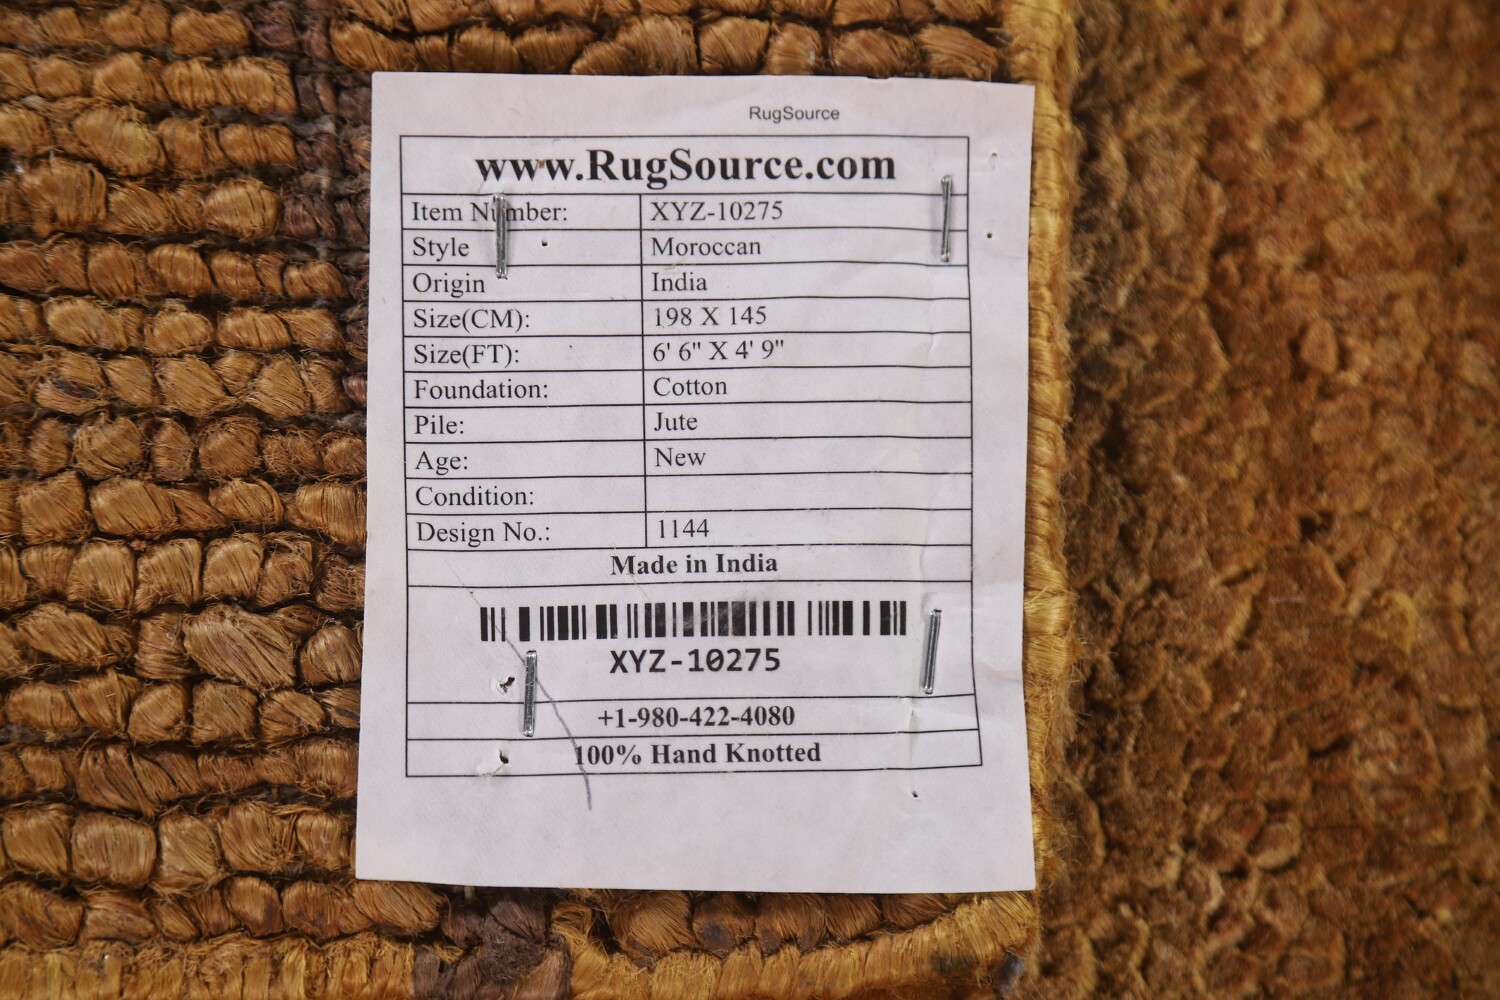 RugSource
www.RugSource.com
Item Number: XYZ-10275
Style Moroccan
Origin India
Size(CM): 198 X 145
Size(FT): 6' 6" X 4' 9"
Foundation: Cotton
Pile: Jute
Age: New
Condition:
Design No.: 1144
Made in India
XYZ-10275
+1-980-422-4080
100% Hand Knotted